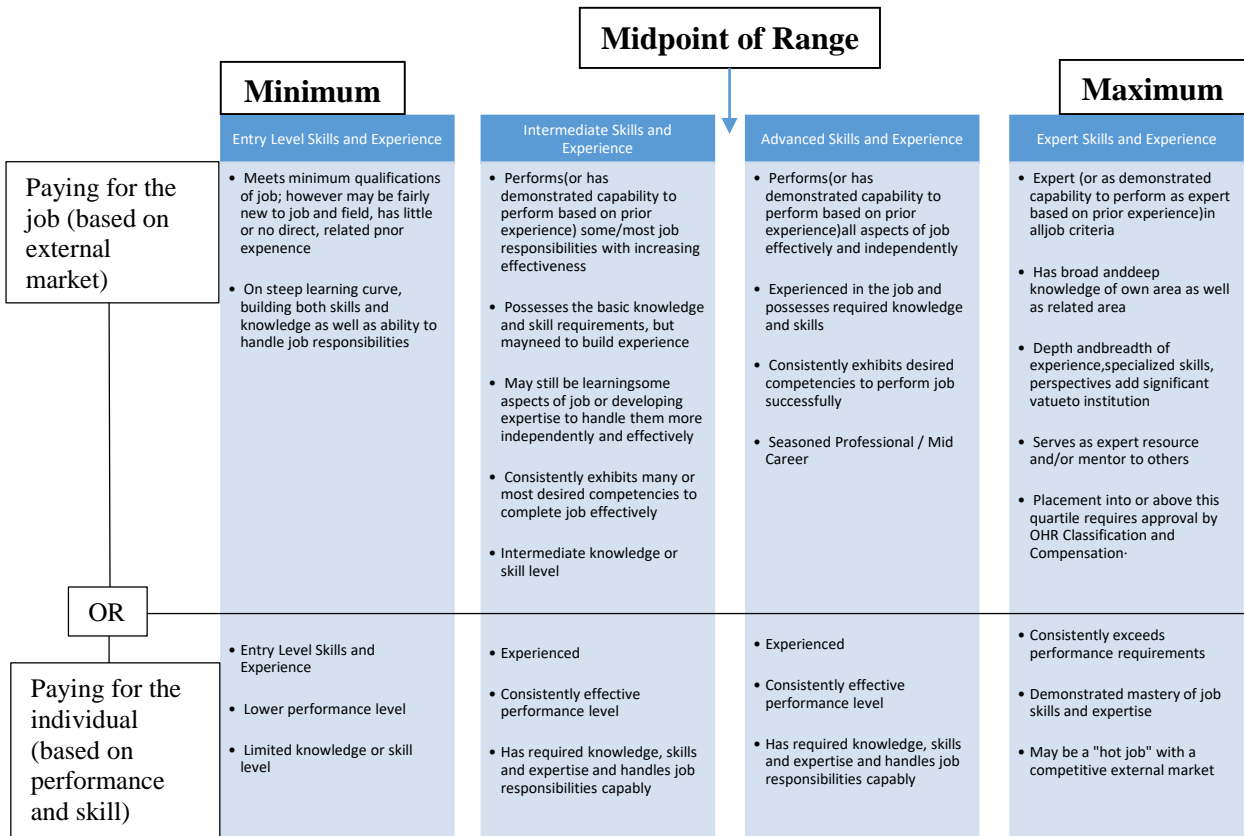 Midpoint of Range
Minimum
Maximum
Entry Level Skills and Experience
Intermediate Skills and
Experience
Advanced Skills and Experience
Expert Skills and Experience
Paying for the
job (based on
external
market)
• Meets minimum qualifications
of job; however may be fairly
new to job and field, has little
or no direct, related pnor
expenence
• On steep learning curve,
building both skills and
knowledge as well as ability to
handle job responsibilities
• Performs(or has
demonstrated capability to
perform based on prior
experience) some/most job
responsibilities with increasing
effectiveness
• Possesses the basic knowledge
and skill requirements, but
mayneed to build experience
• May still be learningsome
aspects of job or developing
expertise to handle them more
independently and effectively
• Consistently exhibits many or
most desired competencies to
complete job effectively
• Intermediate knowledge or
skill level
• Performs(or has
demonstrated capability to
perform based on prior
experience)all aspects of job
effectively and independently
• Experienced in the job and
possesses required knowledge
and skills
• Consistently exhibits desired
competencies to perform job
successfully
• Seasoned Professional / Mid
Career
• Expert (or as demonstrated
capability to perform as expert
based on prior experience)in
alljob criteria
• Has broad anddeep
knowledge of own area as well
as related area
• Depth andbreadth of
experience,specialized skills,
perspectives add significant
vatueto institution
• Serves as expert resource
and/or mentor to others
• Placement into or above this
quartile requires approval by
OHR Classification and
Compensation·
OR
Paying for the
individual
(based on
performance
and skill)
• Entry Level Skills and
Experience
• Lower performance level
• Limited knowledge or skill
level
• Experienced
• Consistently effective
performance level
• Has required knowledge, skills
and expertise and handles job
responsibilities capably
• Experienced
• Consistently effective
performance level
• Has required knowledge, skills
and expertise and handles job
responsibilities capably
• Consistently exceeds
performance requirements
• Demonstrated mastery of job
skills and expertise
• May be a "hot job" with a
competitive external market